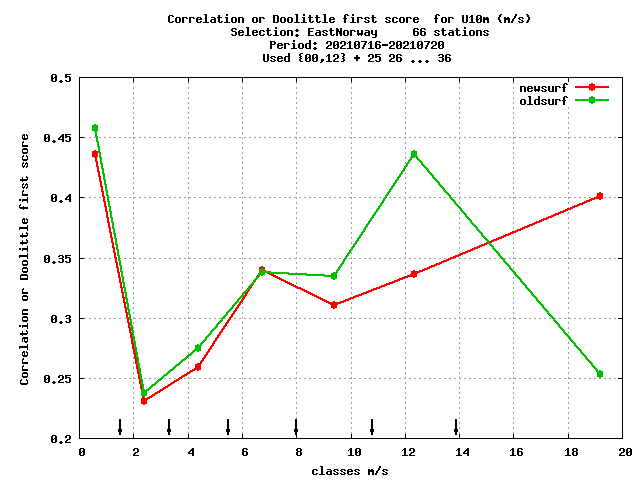 Correlation or Doolittle first score  for U10m (m/s)
Selection: EastNorway     66 stations
Period: 20210716-20210720
Used {00,12} + 25 26 ... 36
newsurf
oldsurf
Correlation or Doolittle first score
0.5
0.45
0.4
0.35
0.3
0.25
0.2
0 2 4 6 8 10 12 14 16 18 20
classes m/s